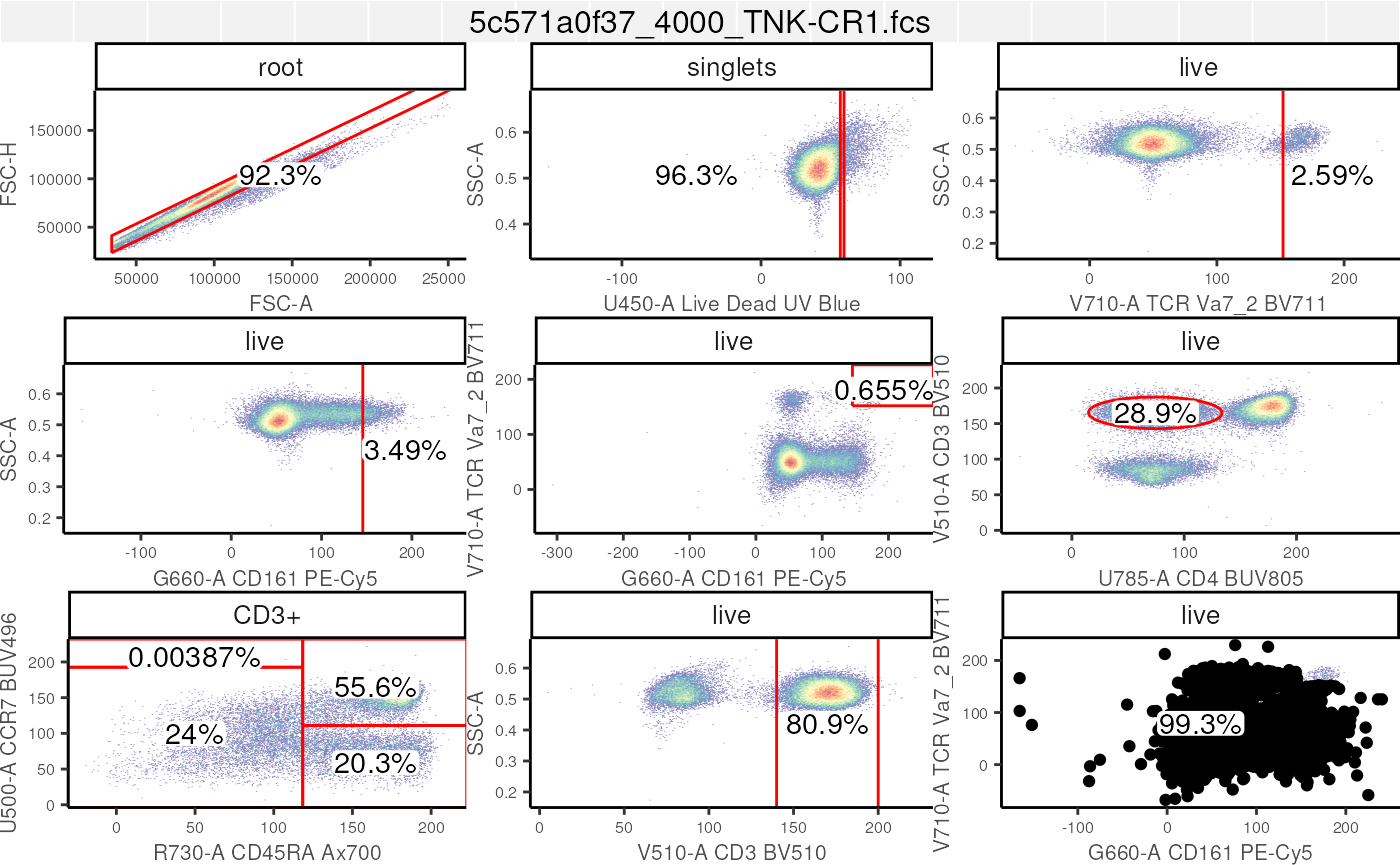 5c571a0f37_4000_TNK-CR1.fcs
root
singlets
live
FSC-H
150000
100000
50000
92.3%
50000 100000 150000 200000 25000
FSC-A
SSC-A
0.6
0.5
0.4
96.3%
-100 0 100
U450-A Live Dead UV Blue
SSC-A
0.6
0.5
0.4
0.3
0.2
2.59%
0 100 200
V710-A TCR Va7_2 BV711
live
live
live
SSC-A
0.6
0.5
0.4
0.3
0.2
3.49%
-100 0 100 200
G660-A CD161 PE-Cy5
V710-A TCR Va7_2 BV711
200
100
0
0.655%
-300 -200 -100 0 100 200
G660-A CD161 PE-Cy5
V510-A CD3 BV510
200
150
100
50
0
28.9%
0 100 200
U785-A CD4 BUV805
CD3+
live
live
U500-A CCR7 BUV496
200
150
100
50
0
0.00387%
55.6%
24%
20.3%
0 50 100 150 200
R730-A CD45RA Ax700
SSC-A
0.6
0.5
0.4
0.3
0.2
80.9%
0 50 100 150 200
V510-A CD3 BV510
V710-A TCR Va7_2 BV711
200
100
0
99.3%
-100 0 100 200
G660-A CD161 PE-Cy5